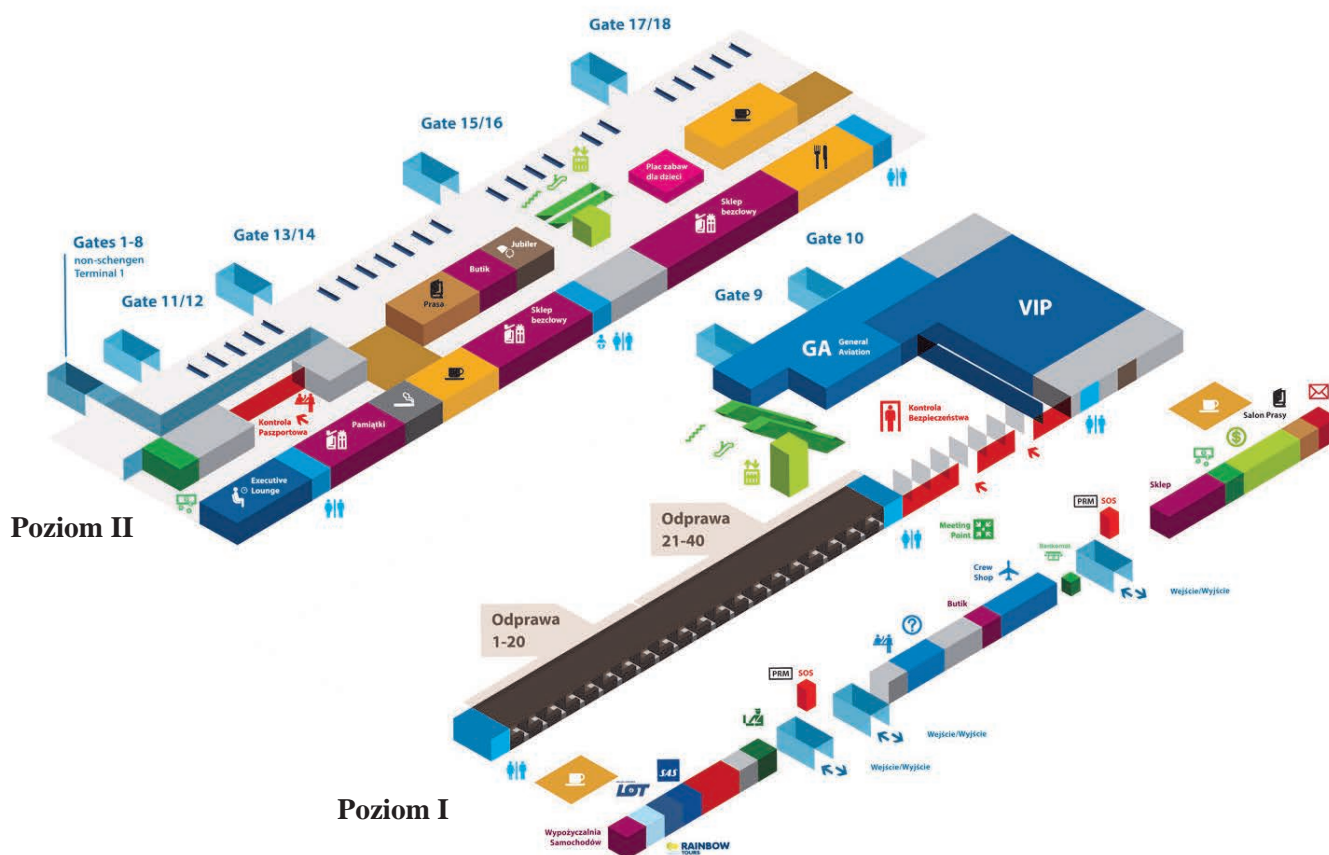 Gate 17/18
Gate 15/16
Plac zabaw
dla dzieci
Sklep
bezcłowy
Gates 1-8
non-schengen
Terminal 1
Gate 13/14
Jubiler
Butik
Prasa
Gate 10
Gate 11/12
Sklep
bezcłowy
Gate 9
VIP
GA
General
Aviation
Kontrola
Paszportowa
Pamiątki
Kontrola
Bezpieczeństwa
Salon Prasy
Executive
Lounge
Sklep
Poziom II
Odprawa
21-40
PRM
SOS
Meeting
Point
Crew
Shop
Wejście/Wyjście
Butik
Odprawa
1-20
PRM
SOS
Wejście/Wyjście
Wejście/Wyjście
SAS
LOT
Poziom I
Wypożyczalnia
Samochodów
RAINBOW
TOURS